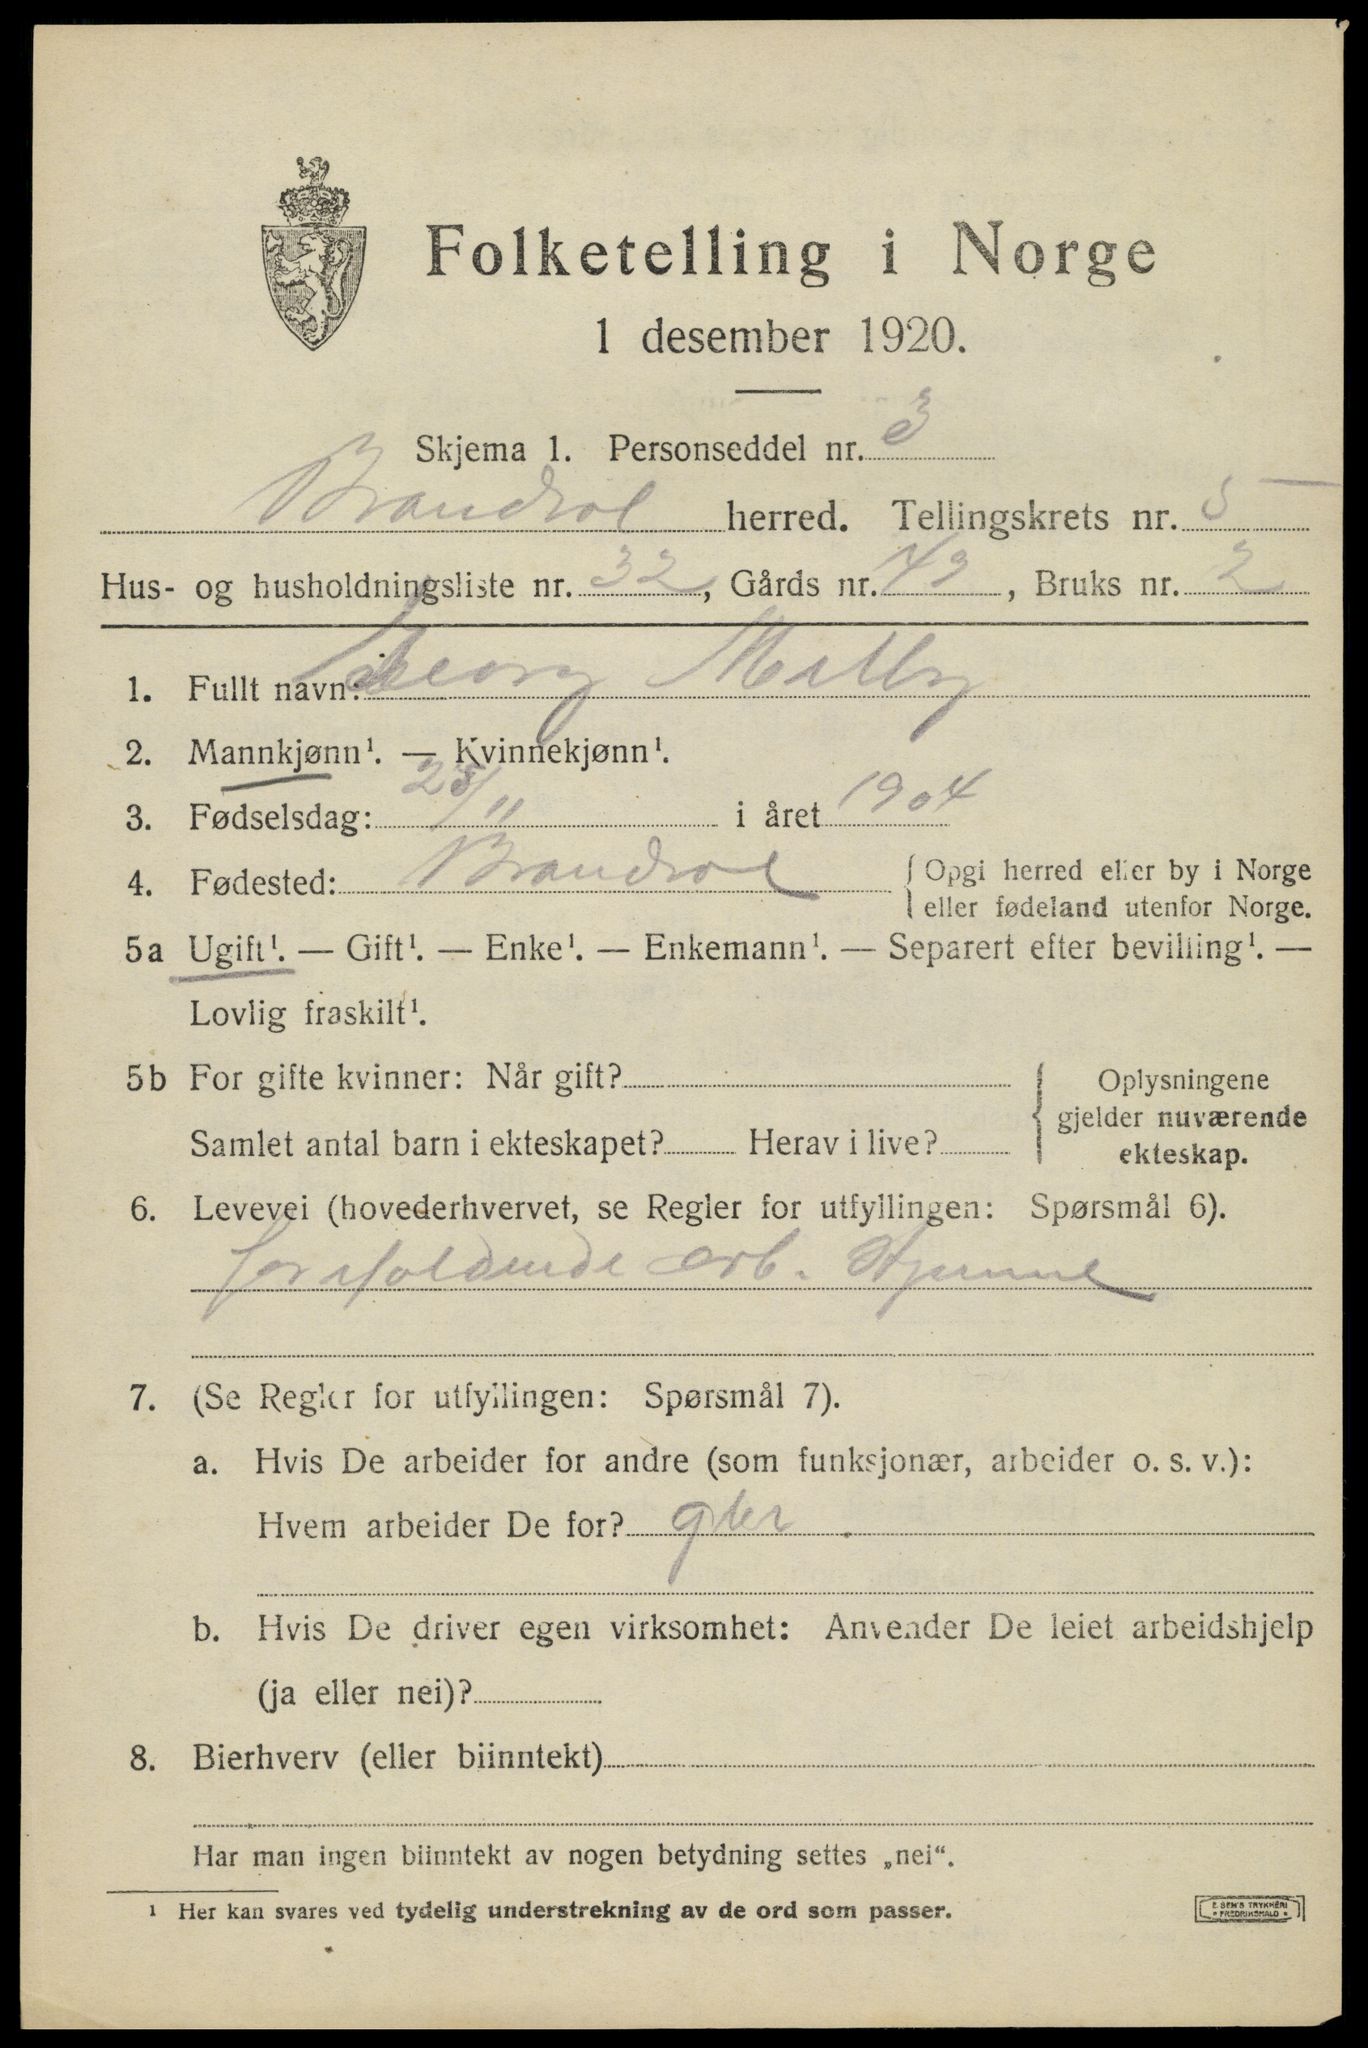 Folketelling i Norge
1 desember 1920.
Skjema 1. Personseddel nr. 3
Brandvol herred. Tellingskrets nr. 5
Hus- og husholdningsliste nr. 32, Gårds nr. 43, Bruks nr. 2
1. Fullt navn: Georg
2. Mannkjønn¹. — Kvinnekjønn¹.
3. Fødselsdag: 25/11 i året 1904
4. Fødested: Brandvol { Opgi herred eller by i Norge
eller fødeland utenfor Norge.
5a Ugift¹. — Gift¹. — Enke¹. — Enkemann¹. — Separert efter bevilling¹. —
Lovlig fraskilt¹.
5b For gifte kvinner: Når gift? { Oplysningene
gjelder nuværende
Samlet antal barn i ekteskapet? Herav i live?
ekteskap.
6. Levevei (hovederhvervet, se Regler for utfyllingen: Spørsmål 6).
arb. Hjemme
7. (Se Regler for utfyllingen: Spørsmål 7).
a. Hvis De arbeider for andre (som funksjonær, arbeider o. s. v.):
Hvem arbeider De for?
b. Hvis De driver egen virksomhet: Anvender De leiet arbeidshjelp
(ja eller nei)?
8. Bierhverv (eller biinntekt)
Har man ingen biinntekt av nogen betydning settes „nei“.
¹ Her kan svares ved tydelig understrekning av de ord som passer.